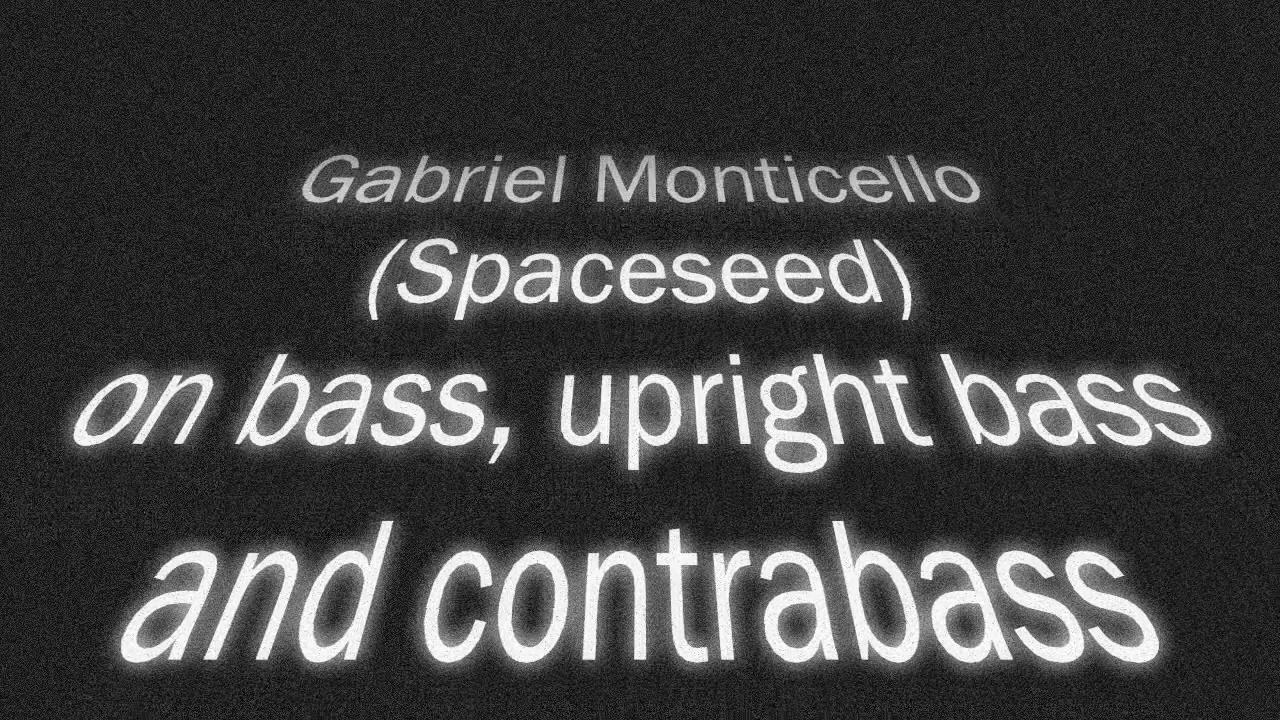 Gabriel Monticello
(Spaceseed)
on bass, upright bass
and contrabass